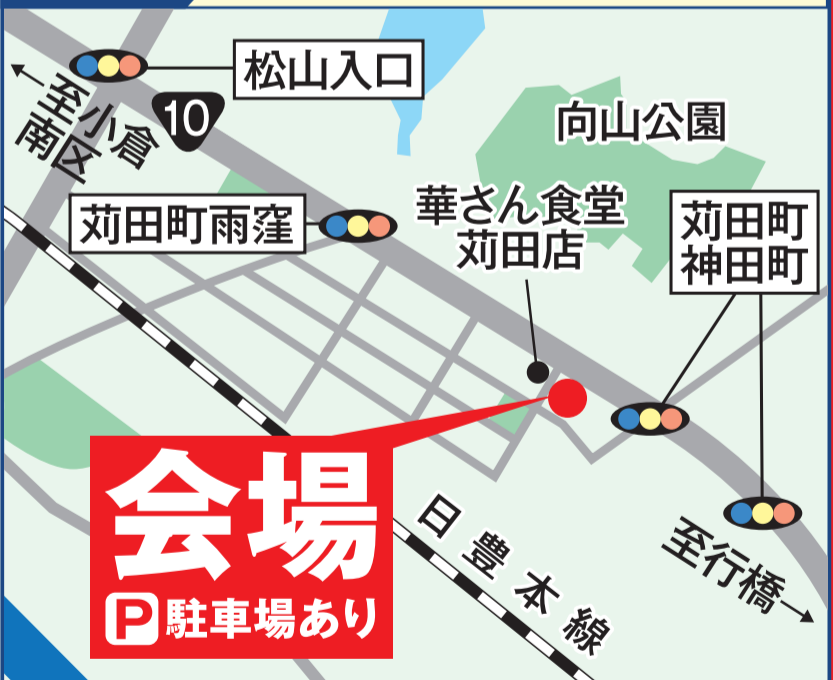 松山入口
至小倉
南区
10
向山公園
苅田町雨窪
華さん食堂
苅田店
苅田町
神田町
会場
P駐車場あり
日豊本線
至行橋